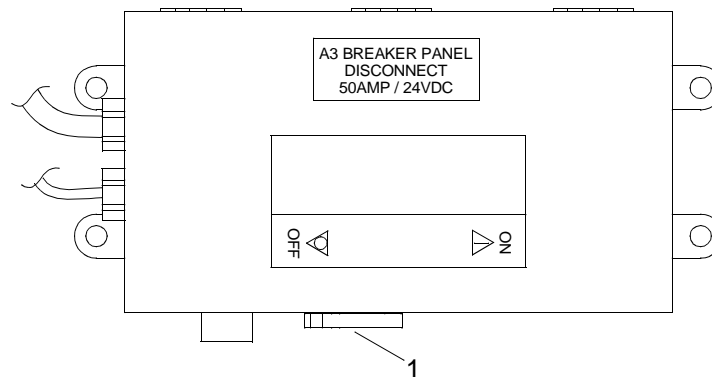 A3 BREAKER PANEL
DISCONNECT
50AMP / 24VDC
OFF
ON
1